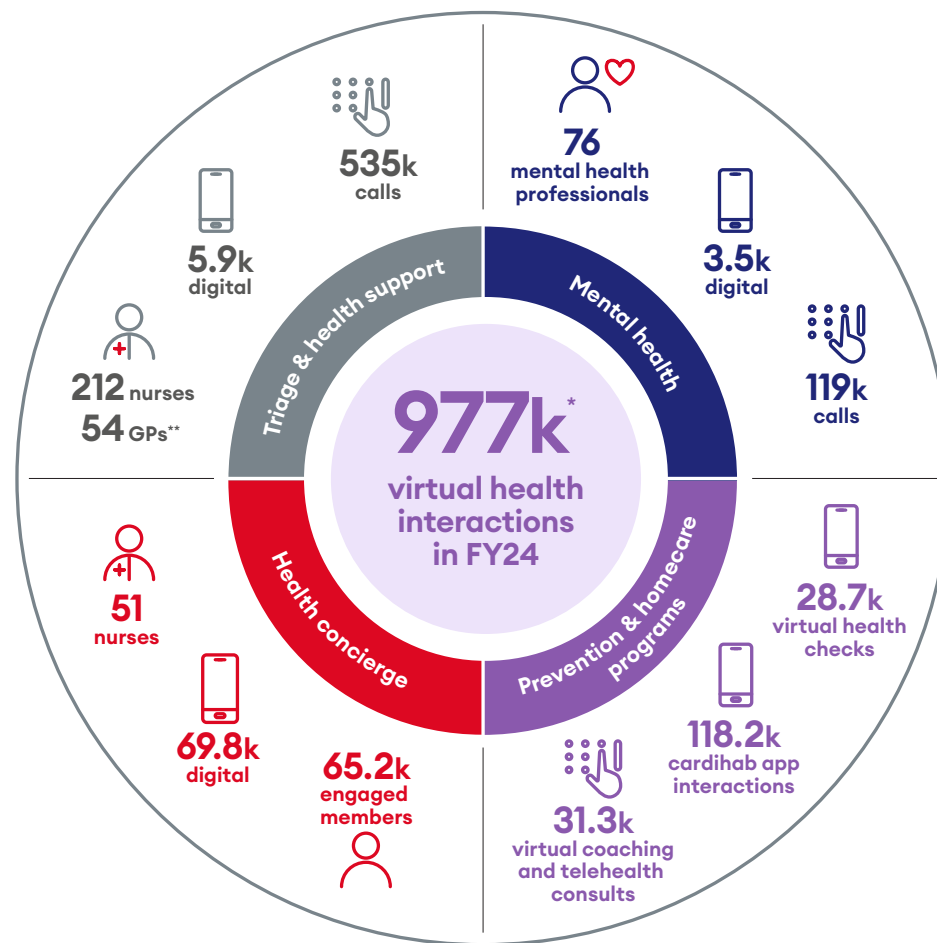 535k
calls
5.9k
digital
212 nurses
54 GPs**
Triage & health support
76
mental health
professionals
3.5k
digital
119k
calls
Mental health
977k*
virtual health
interactions
in FY24
Health concierge
51
nurses
69.8k
digital
65.2k
engaged
members
Prevention & homecare
programs
28.7k
virtual health
checks
118.2k
cardihab app
interactions
31.3k
virtual coaching
and telehealth
consults